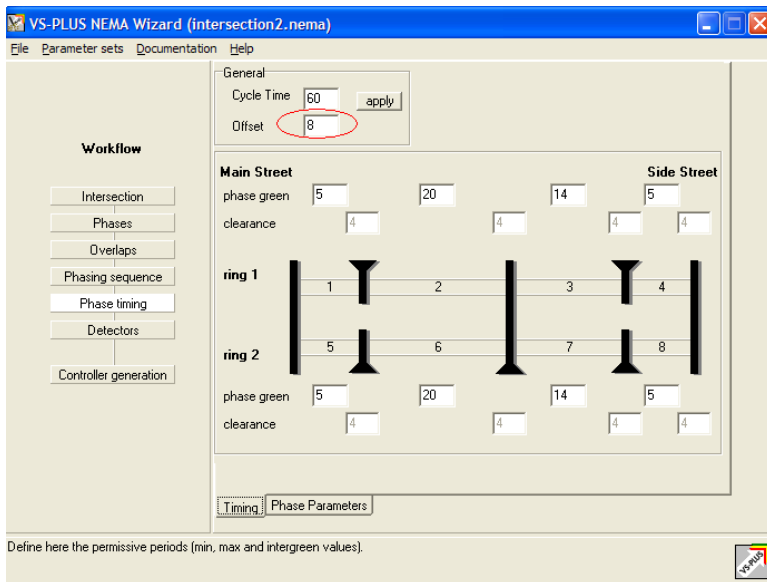 VS-PLUS NEMA Wizard (intersection2.nema)
File Parameter sets Documentation Help
General
Cycle Time 60 apply
Offset 8
Workflow
Intersection
Phases
Overlaps
Phasing sequence
Phase timing
Detectors
Controller generation
Main Street Side Street
phase green 5 20 14 5
clearance 4 4 4 4
ring 1 1 2 3 4
ring 2 5 6 7 8
phase green 5 20 14 5
clearance 4 4 4 4
Timing Phase Parameters
Define here the permissive periods (min, max and intergreen values).
VS-PLUS